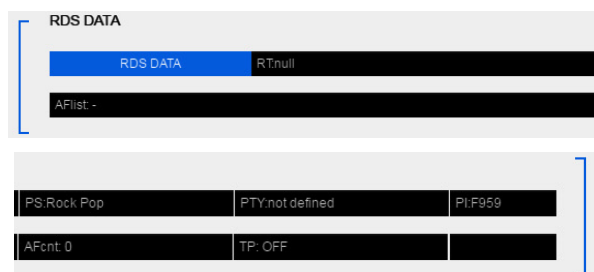 RDS DATA
RDS DATA RT:null
AFlist: -
PS:Rock Pop PTY:not defined PI:F959
AFcnt: 0 TP: OFF